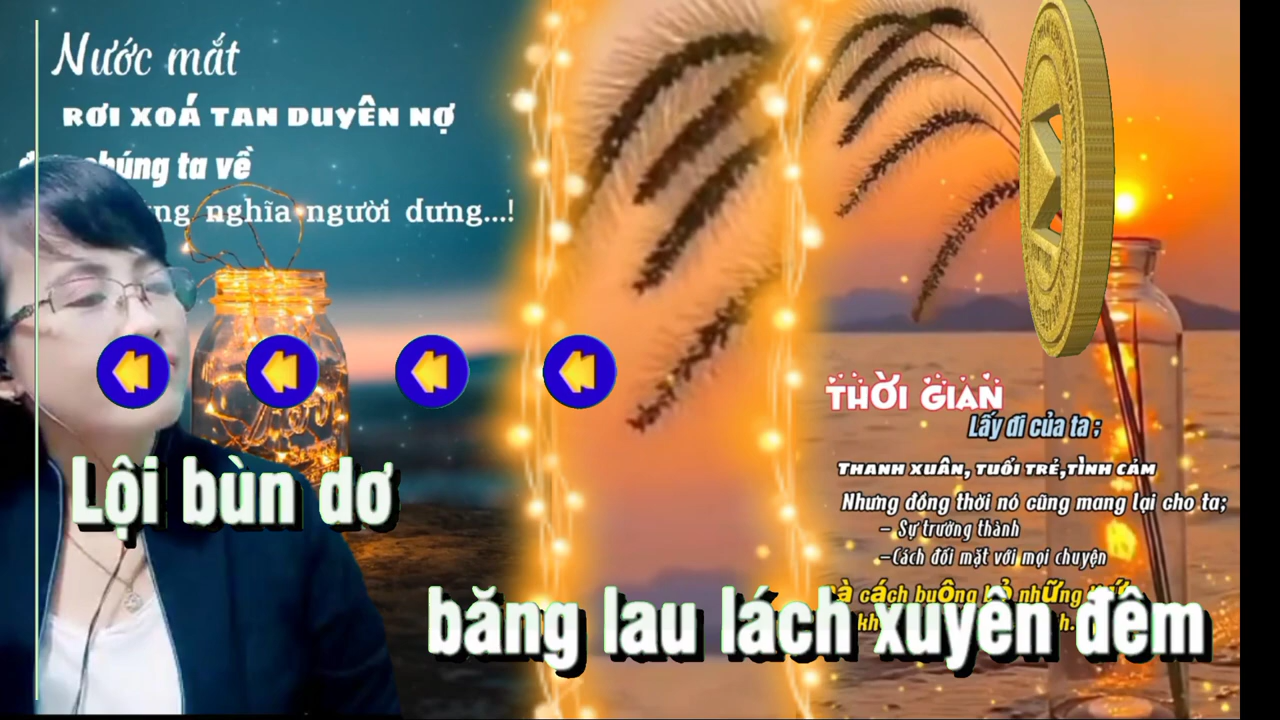 Nước mắt
RƠI XOÁ TAN DUYÊN NỢ
chúng ta về
nghĩa người dưng...!
THỜI GIAN
Lấy đi của ta ;
THANH XUÂN, TUỔI TRẺ,TÌNH CẢM
Nhưng đồng thời nó cũng mang lại cho ta;
- Sự trưởng thành
-Cách đối mặt với mọi chuyện
cách buông bỏ những
Lội bùn dơ
băng lau lách xuyên đêm